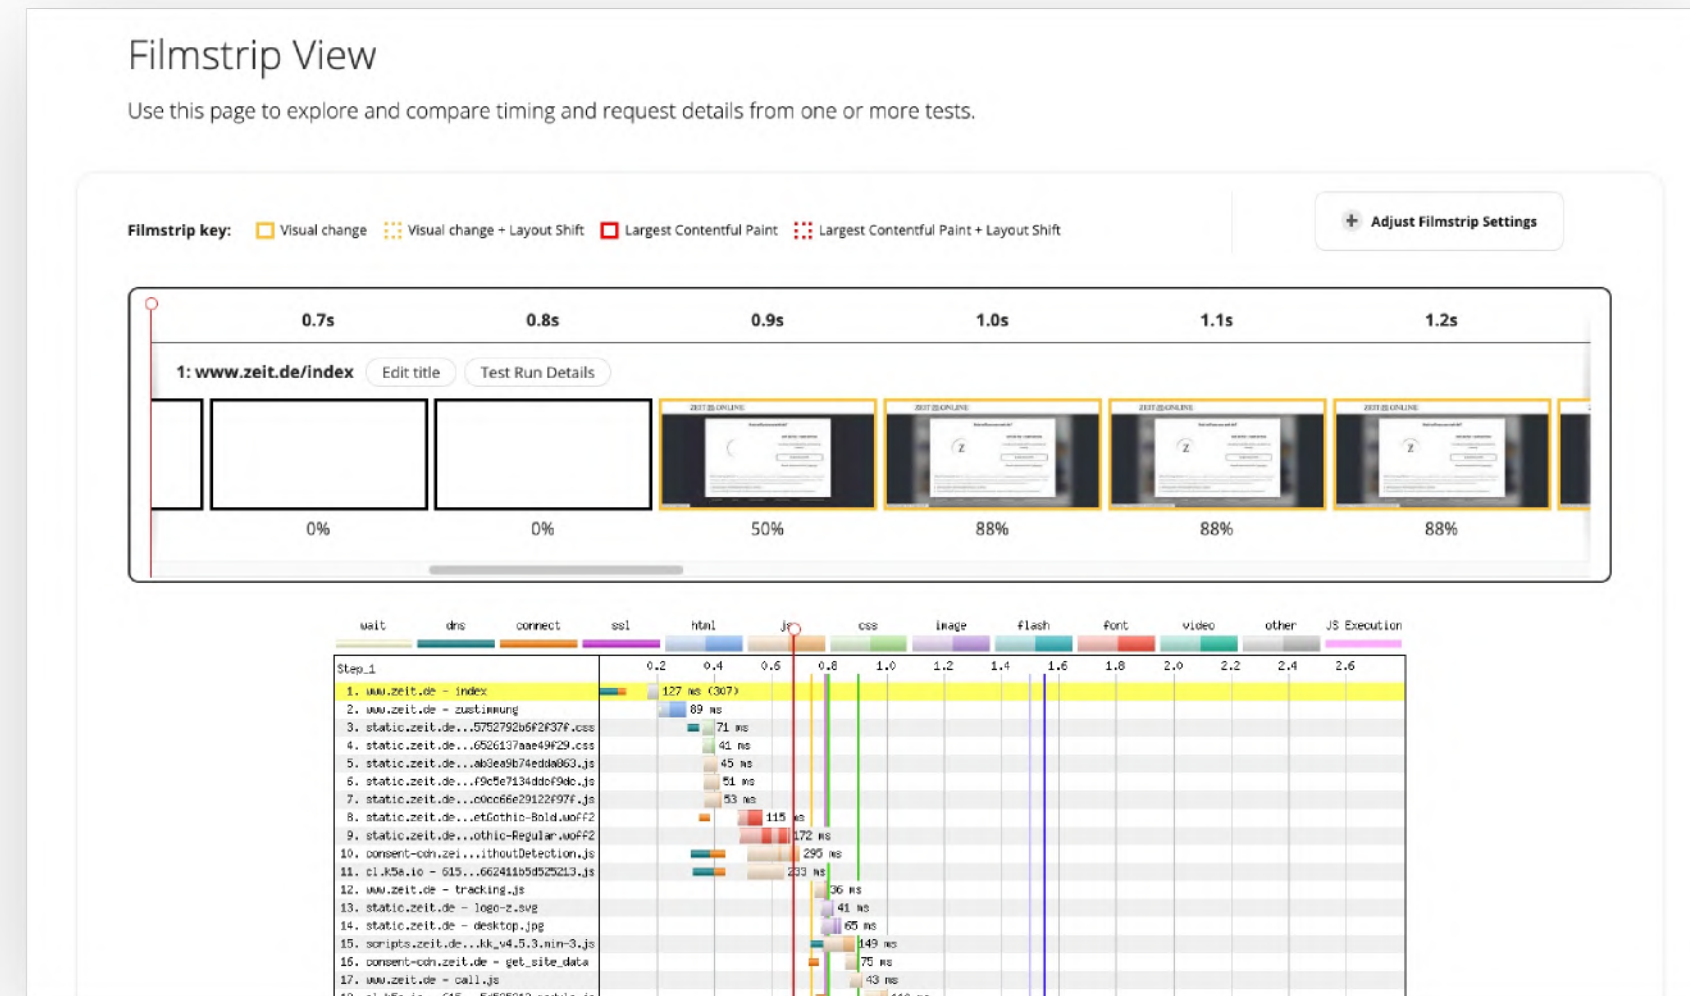 Filmstrip View
Use this page to explore and compare timing and request details from one or more tests.
Filmstrip key: Visual change Visual change + Layout Shift Largest Contentful Paint Largest Contentful Paint + Layout Shift
+ Adjust Filmstrip Settings
0.7s 0.8s 0.9s 1.0s 1.1s 1.2s
1: www.zeit.de/index Edit title Test Run Details
ZEIT ONLINE ZEIT ONLINE ZEIT ONLINE ZEIT ONLINE
Z Z Z
0% 0% 50% 88% 88% 88%
wait dns connect ssl html js css image flash font video other JS Execution
Step_1 0.2 0.4 0.6 0.8 1.0 1.2 1.4 1.6 1.8 2.0 2.2 2.4 2.6
1. www.zeit.de - index 127 ms (307)
2. www.zeit.de - zustimmung 89 ms
3. static.zeit.de...5752792b6f2f37f.css 71 ms
4. static.zeit.de...6526137aae49f29.css 41 ms
5. static.zeit.de...ab3ea9b74edda863.js 45 ms
6. static.zeit.de...f9c5e7134ddcf9dc.js 51 ms
7. static.zeit.de...c0cc66e29122f97f.js 53 ms
8. static.zeit.de...etGothic-Bold.woff2 115 ms
9. static.zeit.de...othic-Regular.woff2 172 ms
10. consent-cdn.zei...ithoutDetection.js 295 ms
11. cl.k5a.io - 615...662411b5d525213.js 233 ms
12. www.zeit.de - tracking.js 36 ms
13. static.zeit.de - logo-z.svg 41 ms
14. static.zeit.de - desktop.jpg 65 ms
15. scripts.zeit.de...kk_v4.5.3.min-3.js 149 ms
16. consent-cdn.zeit.de - get_site_data 75 ms
17. www.zeit.de - call.js 43 ms